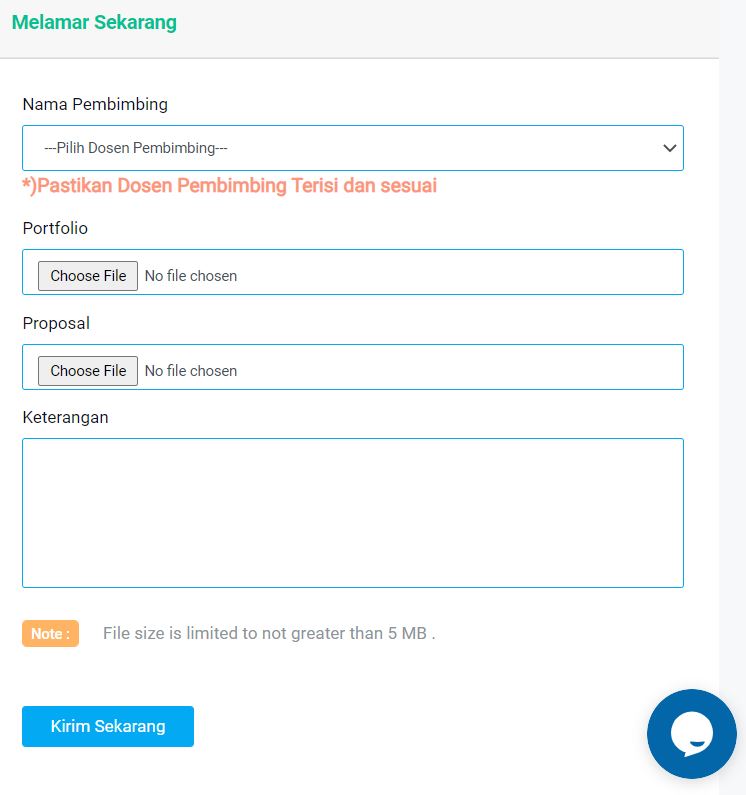 Melamar Sekarang
Nama Pembimbing
---Pilih Dosen Pembimbing---
*)Pastikan Dosen Pembimbing Terisi dan sesuai
Portfolio
Choose File No file chosen
Proposal
Choose File No file chosen
Keterangan
Note : File size is limited to not greater than 5 MB .
Kirim Sekarang